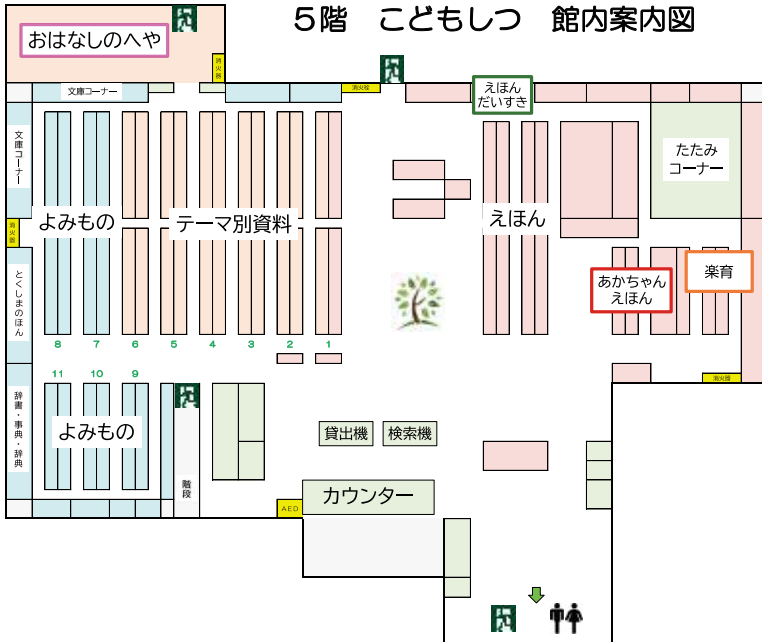 5階 こどもしつ 館内案内図
おはなしのへや
消火器
文庫コーナー
消火栓
えほん
だいすき
文庫コーナー
たたみ
コーナー
よみもの
テーマ別資料
えほん
消火器
とくしまのほん
あかちゃん
えほん
楽育
8 7 6 5 4 3 2 1
11 10 9
辞書・事典・辞典
よみもの
階段
貸出機
検索機
カウンター
AED